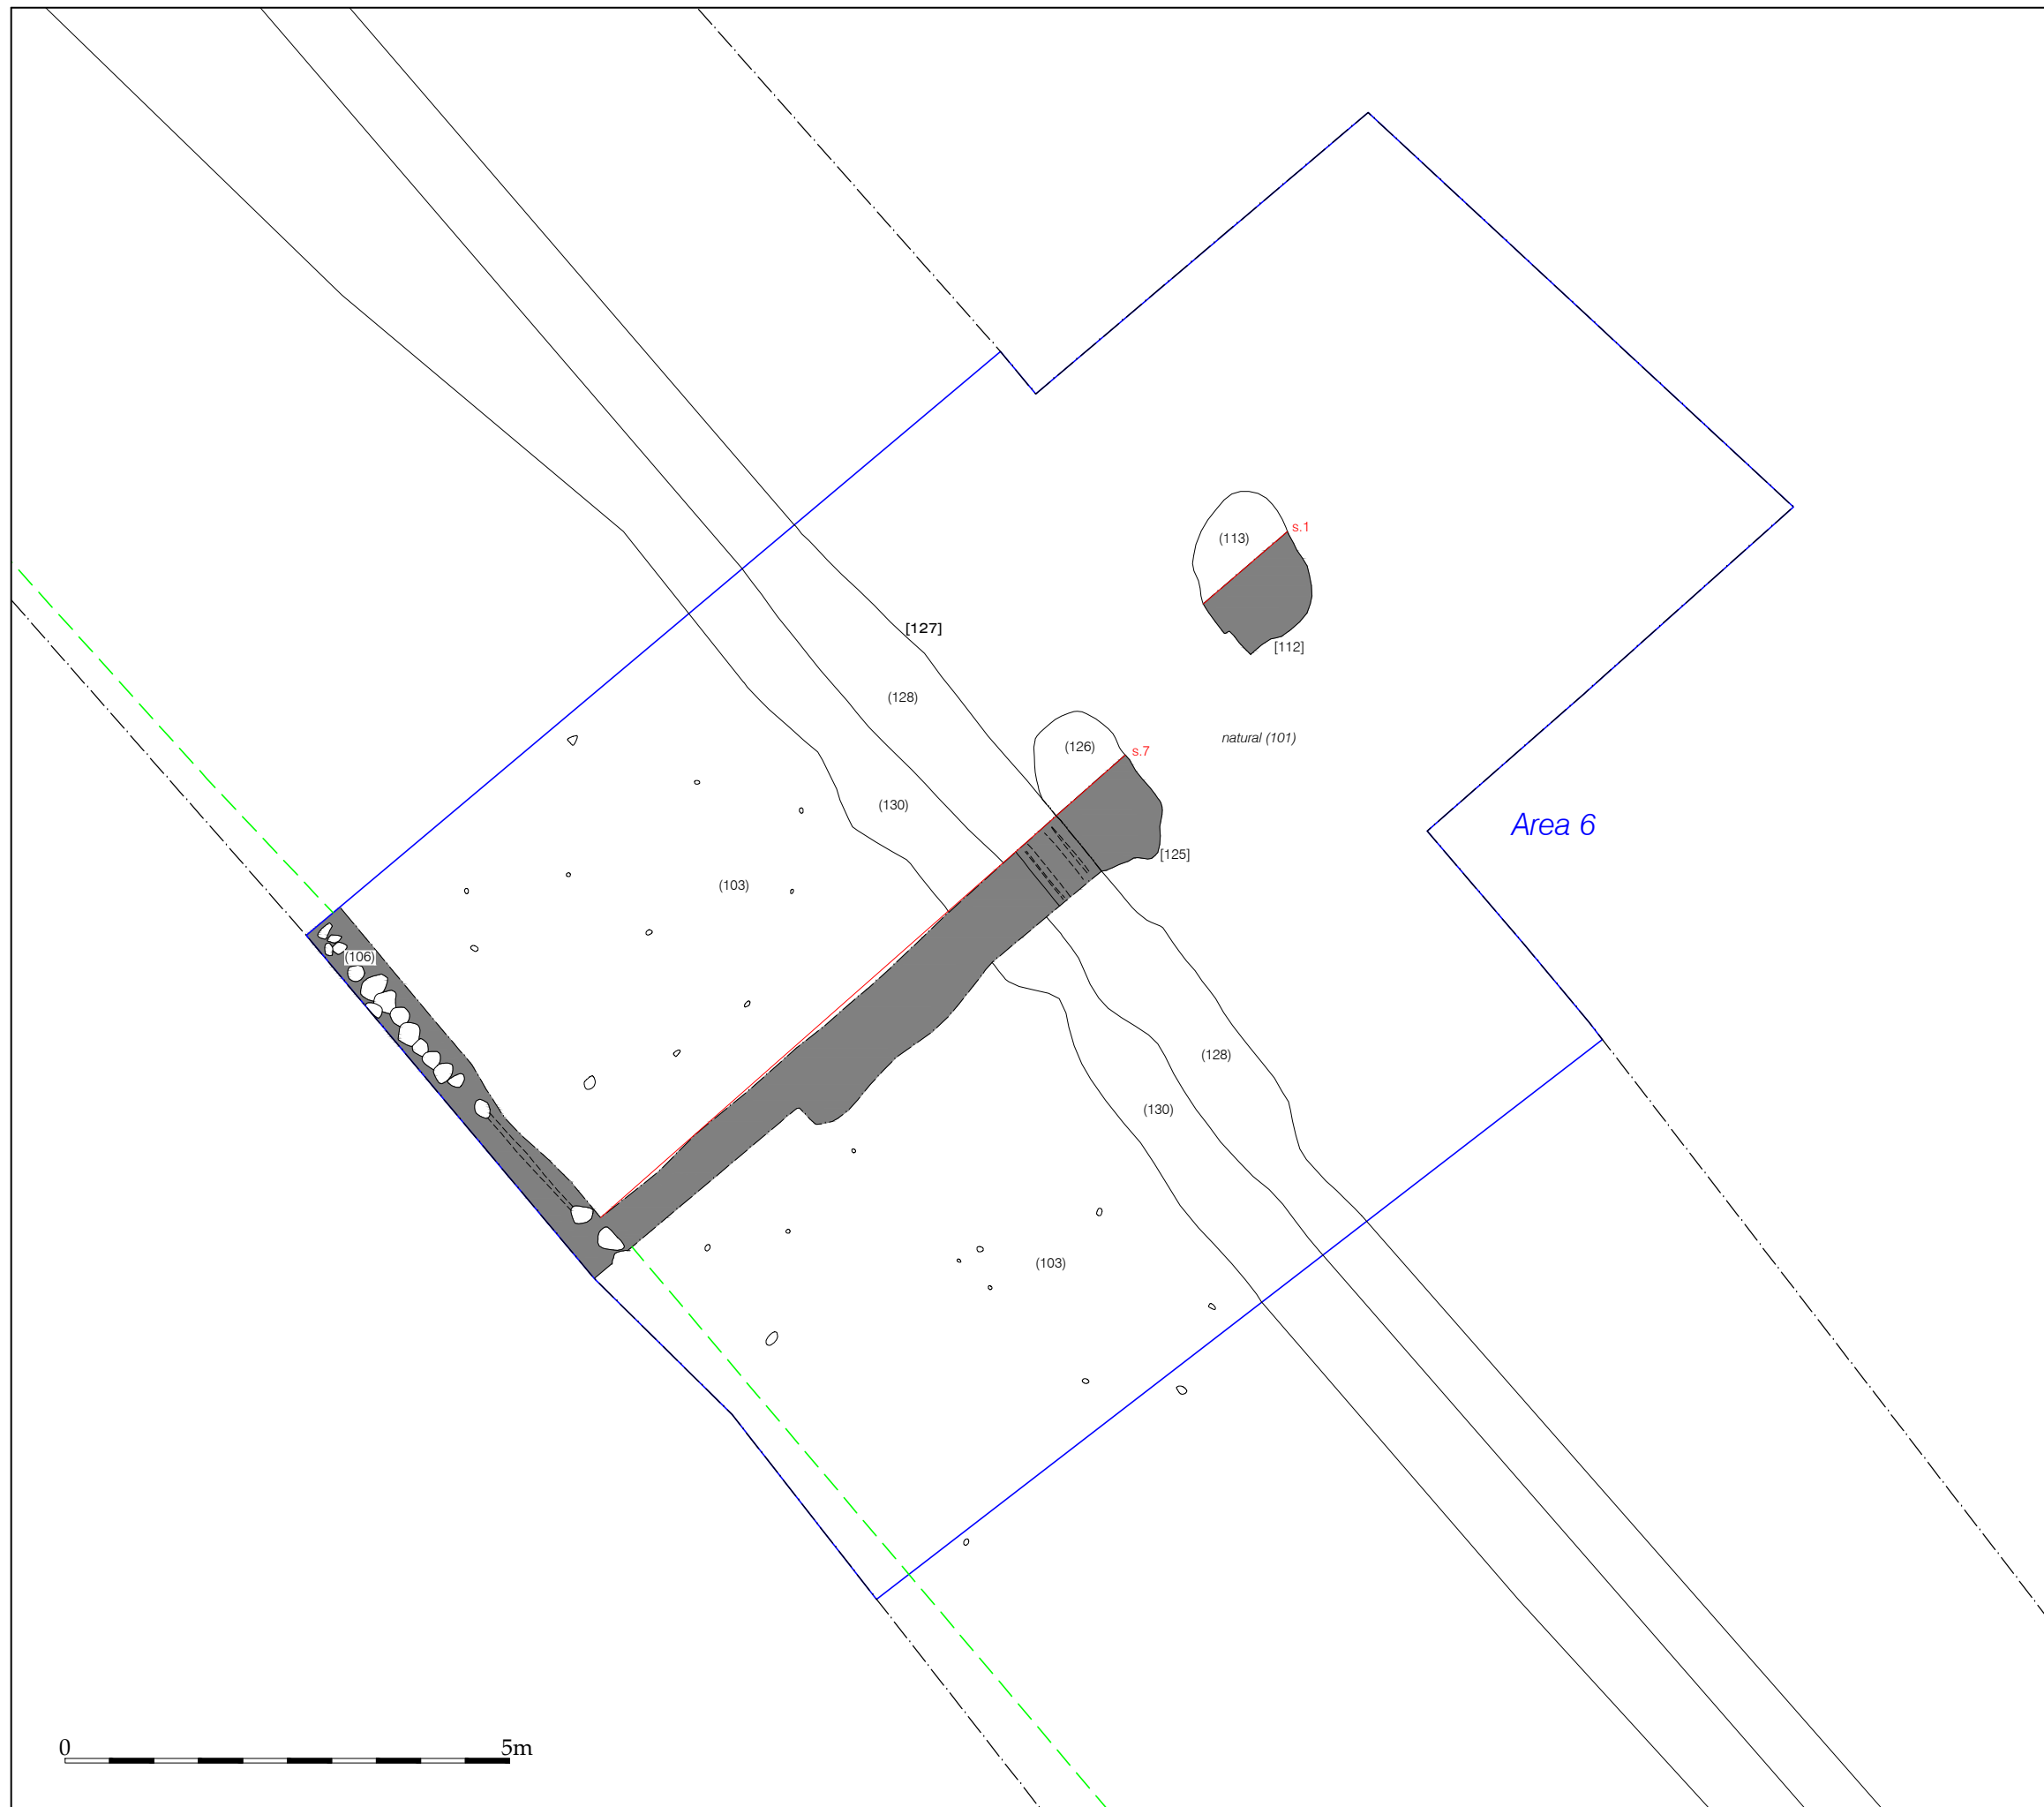 s.1
(113)
[127]
[112]
(128)
natural (101)
(126)
s.7
(130)
Area 6
[125]
(103)
(106)
(128)
(130)
(103)
0 5m